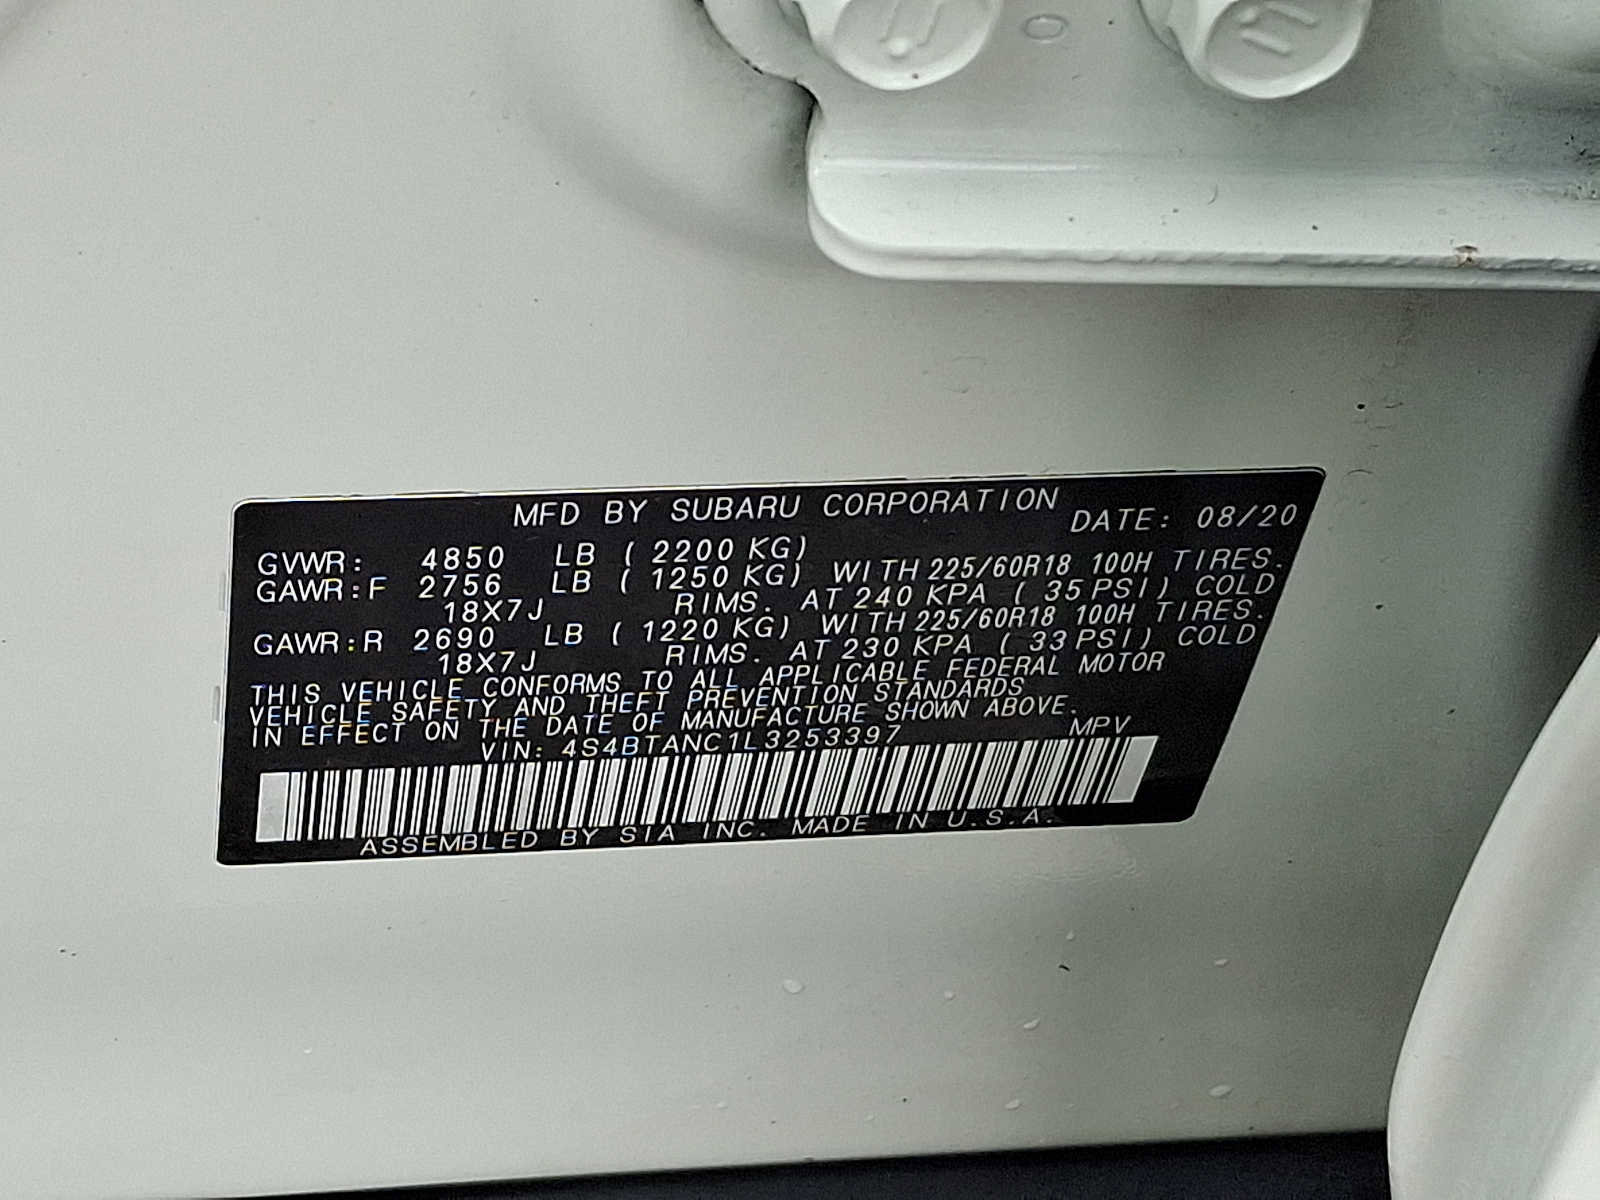 MFD BY SUBARU CORPORATION DATE: 08/20
GVWR: 4850 LB ( 2200 KG)
GAWR:F 2756 LB ( 1250 KG) WITH 225/60R18 100H TIRES.
18X7J RIMS. AT 240 KPA ( 35 PSI) COLD
GAWR:R 2690 LB ( 1220 KG) WITH 225/60R18 100H TIRES.
18X7J RIMS. AT 230 KPA ( 33 PSI) COLD
THIS VEHICLE CONFORMS TO ALL APPLICABLE FEDERAL MOTOR
VEHICLE SAFETY AND THEFT PREVENTION STANDARDS
IN EFFECT ON THE DATE OF MANUFACTURE SHOWN ABOVE.
VIN: 4S4BTANC1L3253397 MPV
ASSEMBLED BY SIA INC. MADE IN U.S.A.